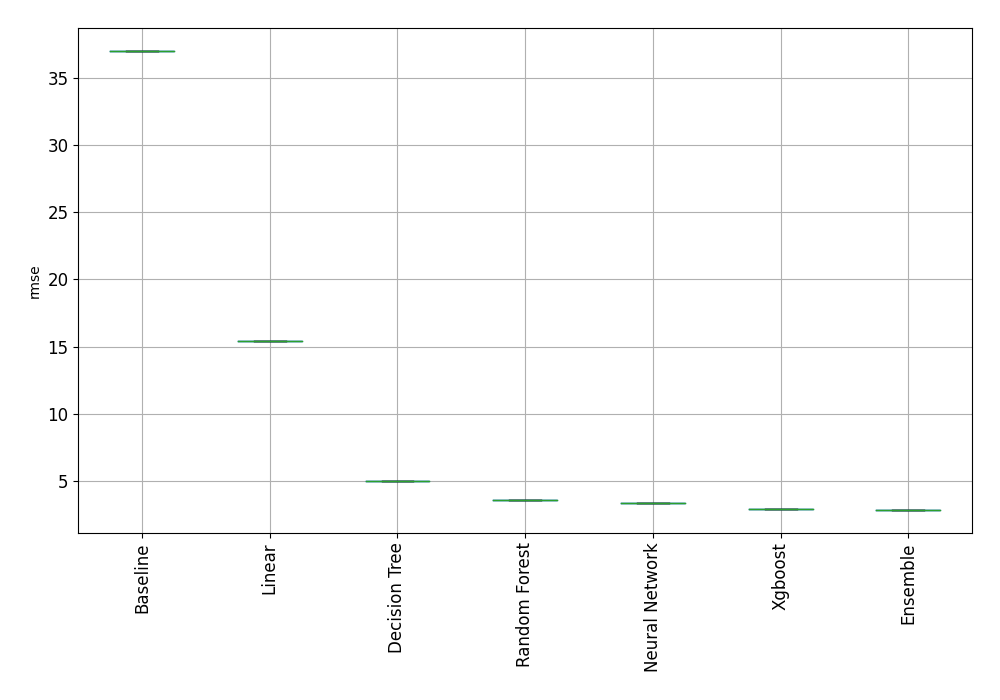 rmse
35
30
25
20
15
10
5
Baseline
Linear
Decision Tree
Random Forest
Neural Network
Xgboost
Ensemble